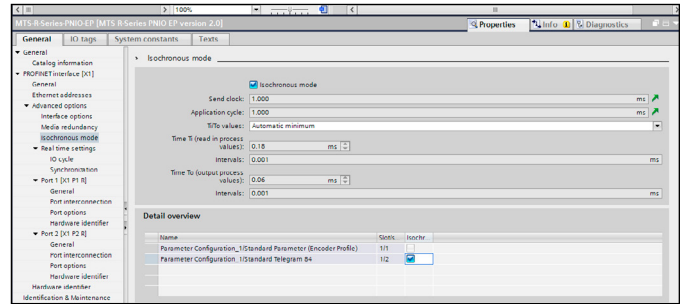 100%
MTS-R-Series-PNIO-EP [MTS R-Series PNIO EP version 2.0]
Properties
Info
Diagnostics
General
IO tags
System constants
Texts
General
Catalog information
PROFINET interface [X1]
General
Ethernet addresses
Advanced options
Interface options
Media redundancy
Isochronous mode
Real time settings
IO cycle
Synchronization
Port 1 [X1 P1 R]
General
Port interconnection
Port options
Hardware identifier
Port 2 [X1 P2 R]
General
Port interconnection
Port options
Hardware identifier
Hardware identifier
Identification & Maintenance
Isochronous mode
Isochronous mode
Send clock: 1.000 ms
Application cycle: 1.000 ms
Ti/To values: Automatic minimum
Time Ti (read in process
values): 0.18 ms
Intervals: 0.001 ms
Time To (output process
values): 0.06 ms
Intervals: 0.001 ms
Detail overview
Name Slot/s... Isochr...
Parameter Configuration_1\Standard Parameter (Encoder Profile) 1/1
Parameter Configuration_1\Standard Telegram 84 1/2